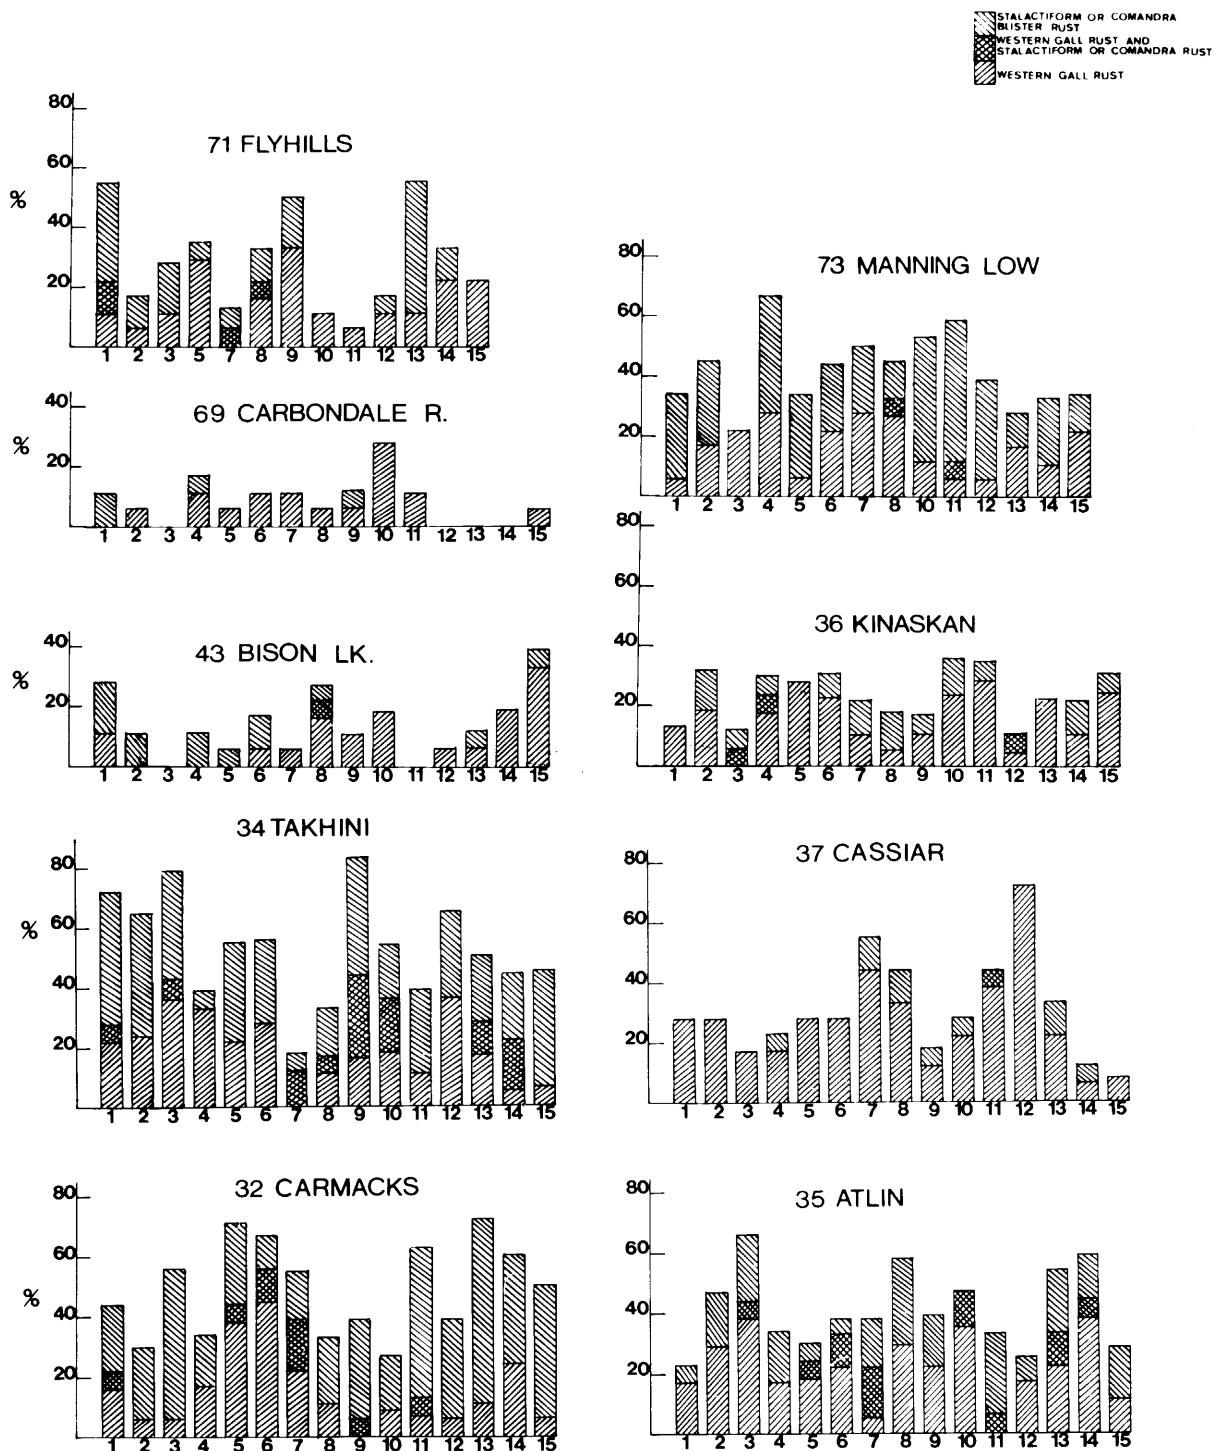 STALACTIFORM OR COMANDRA
BLISTER RUST
WESTERN GALL RUST AND
STALACTIFORM OR COMANDRA RUST
WESTERN GALL RUST
71 FLYHILLS
%
80
60
40
20
1 2 3 5 7 8 9 10 11 12 13 14 15
73 MANNING LOW
80
60
40
20
1 2 3 4 5 6 7 8 10 11 12 13 14 15
69 CARBONDALE R.
%
40
20
1 2 3 4 5 6 7 8 9 10 11 12 13 14 15
36 KINASKAN
80
60
40
20
1 2 3 4 5 6 7 8 9 10 11 12 13 14 15
43 BISON LK.
%
40
20
1 2 3 4 5 6 7 8 9 10 11 12 13 14 15
34 TAKHINI
%
80
60
40
20
1 2 3 4 5 6 7 8 9 10 11 12 13 14 15
37 CASSIAR
80
60
40
20
1 2 3 4 5 6 7 8 9 10 11 12 13 14 15
32 CARMACKS
%
80
60
40
20
1 2 3 4 5 6 7 8 9 10 11 12 13 14 15
35 ATLIN
80
60
40
20
1 2 3 4 5 6 7 8 9 10 11 12 13 14 15